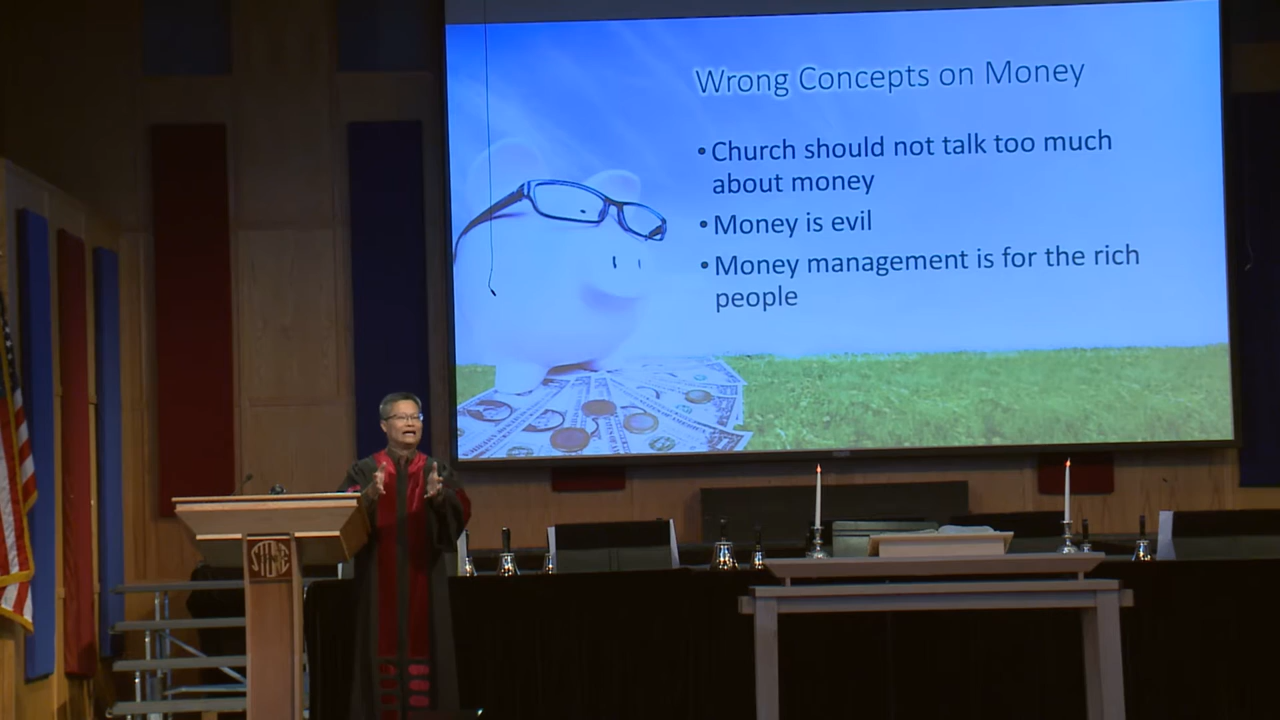 Wrong Concepts on Money
• Church should not talk too much
about money
• Money is evil
• Money management is for the rich
people